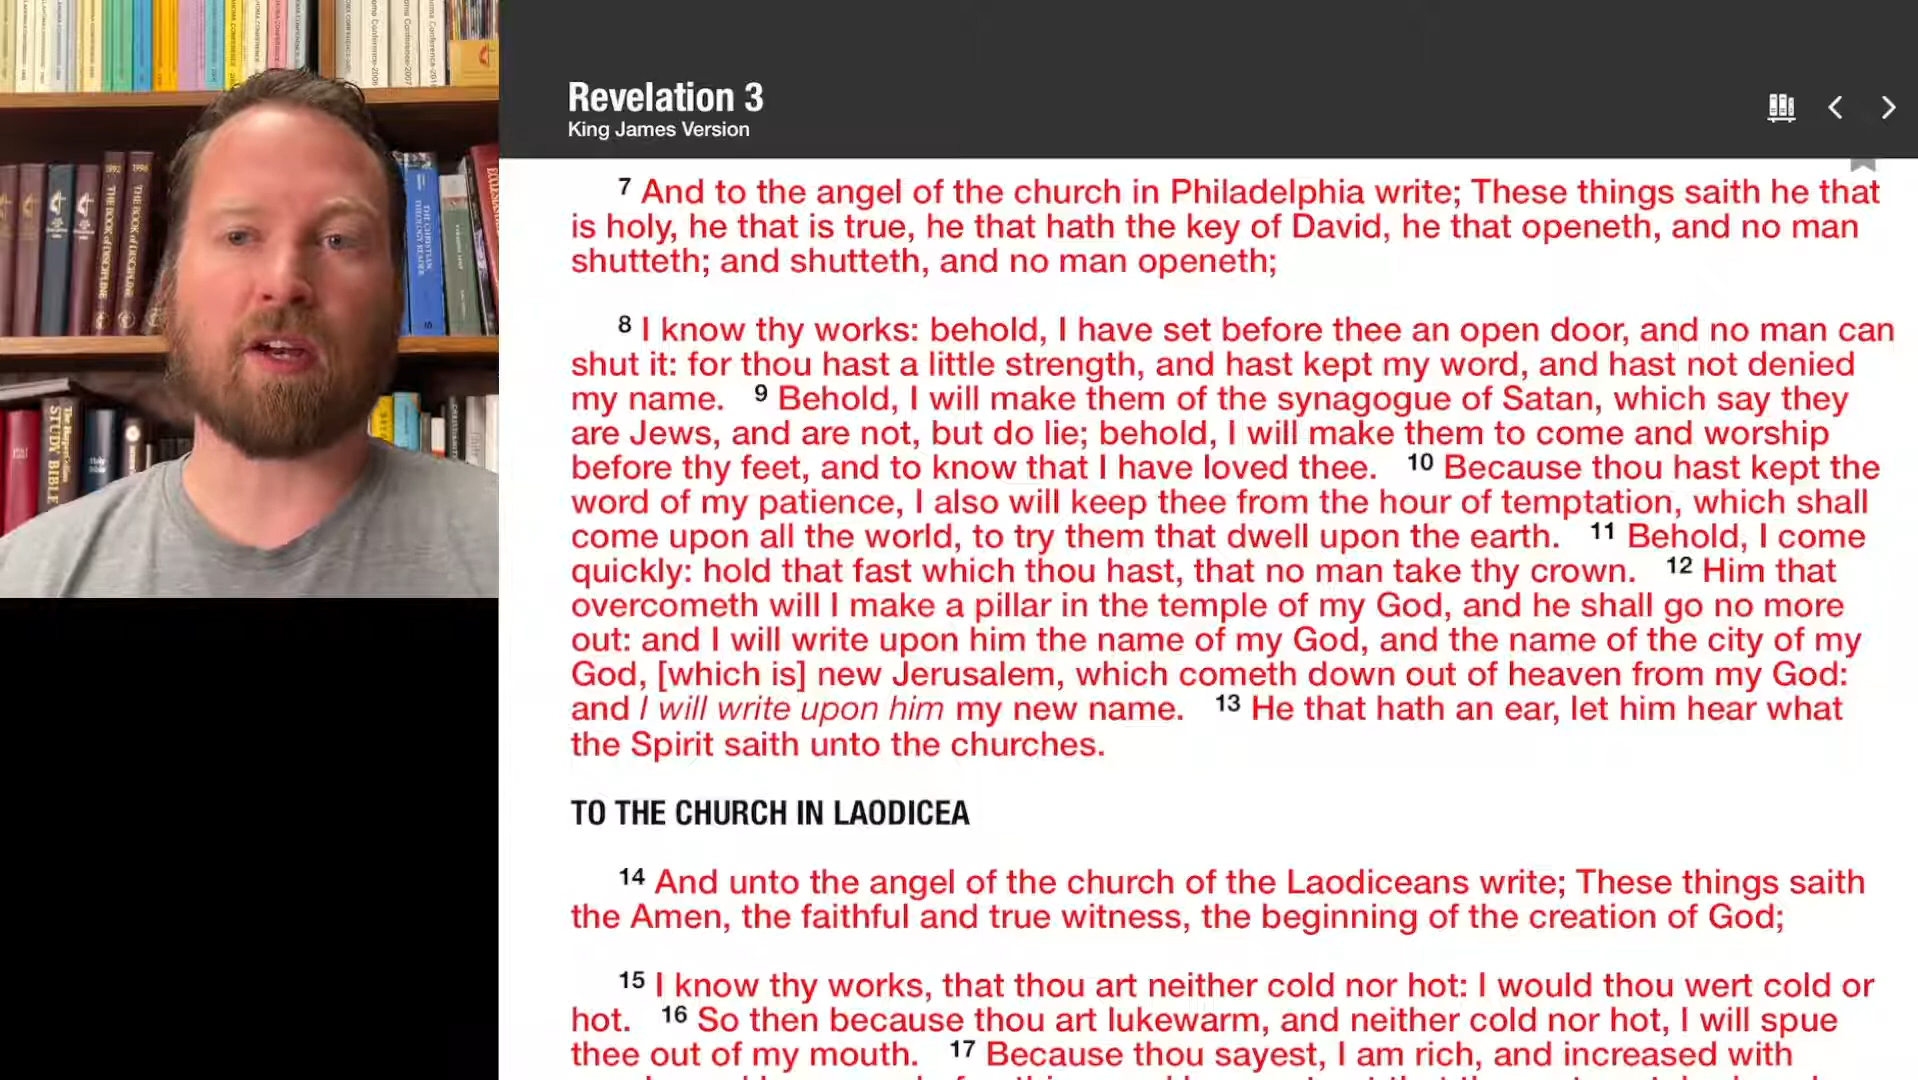 Revelation 3
King James Version
7 And to the angel of the church in Philadelphia write; These things saith he that
is holy, he that is true, he that hath the key of David, he that openeth, and no man
shutteth; and shutteth, and no man openeth;
8 I know thy works: behold, I have set before thee an open door, and no man can
shut it: for thou hast a little strength, and hast kept my word, and hast not denied
my name. 9 Behold, I will make them of the synagogue of Satan, which say they
are Jews, and are not, but do lie; behold, I will make them to come and worship
before thy feet, and to know that I have loved thee. 10 Because thou hast kept the
word of my patience, I also will keep thee from the hour of temptation, which shall
come upon all the world, to try them that dwell upon the earth. 11 Behold, I come
quickly: hold that fast which thou hast, that no man take thy crown. 12 Him that
overcometh will I make a pillar in the temple of my God, and he shall go no more
out: and I will write upon him the name of my God, and the name of the city of my
God, [which is] new Jerusalem, which cometh down out of heaven from my God:
and I will write upon him my new name. 13 He that hath an ear, let him hear what
the Spirit saith unto the churches.
TO THE CHURCH IN LAODICEA
14 And unto the angel of the church of the Laodiceans write; These things saith
the Amen, the faithful and true witness, the beginning of the creation of God;
15 I know thy works, that thou art neither cold nor hot: I would thou wert cold or
hot. 16 So then because thou art lukewarm, and neither cold nor hot, I will spue
thee out of my mouth. 17 Because thou sayest, I am rich, and increased with
1992
THE BOOK of DISCIPLINE
1996
THE BOOK of DISCIPLINE
THE CHRISTIAN
THEOLOGY READER
STUDY BIBLE